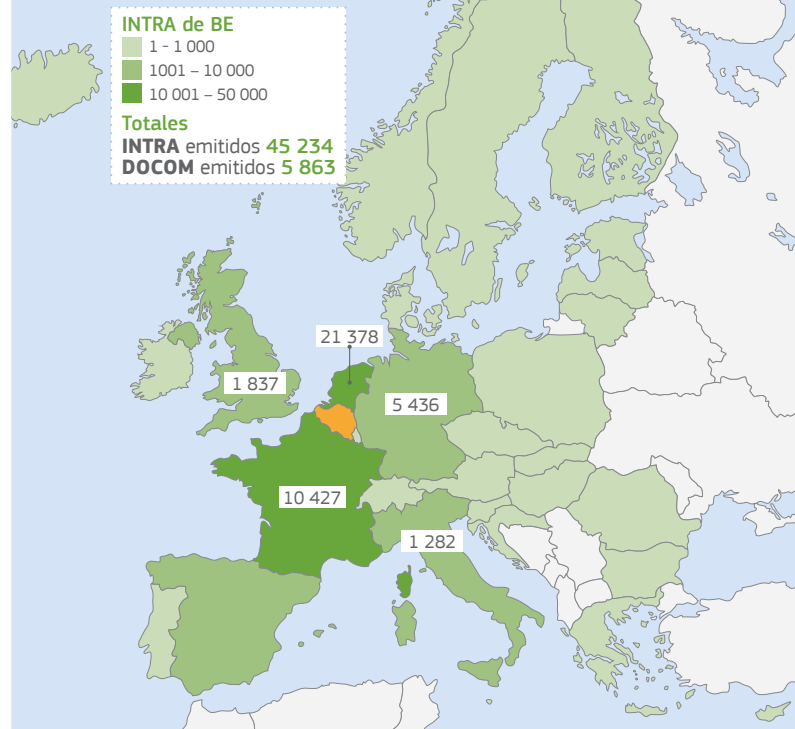 INTRA de BE
1 - 1 000
1001 – 10 000
10 001 – 50 000
Totales
INTRA emitidos 45 234
DOCOM emitidos 5 863
21 378
1 837
5 436
10 427
1 282